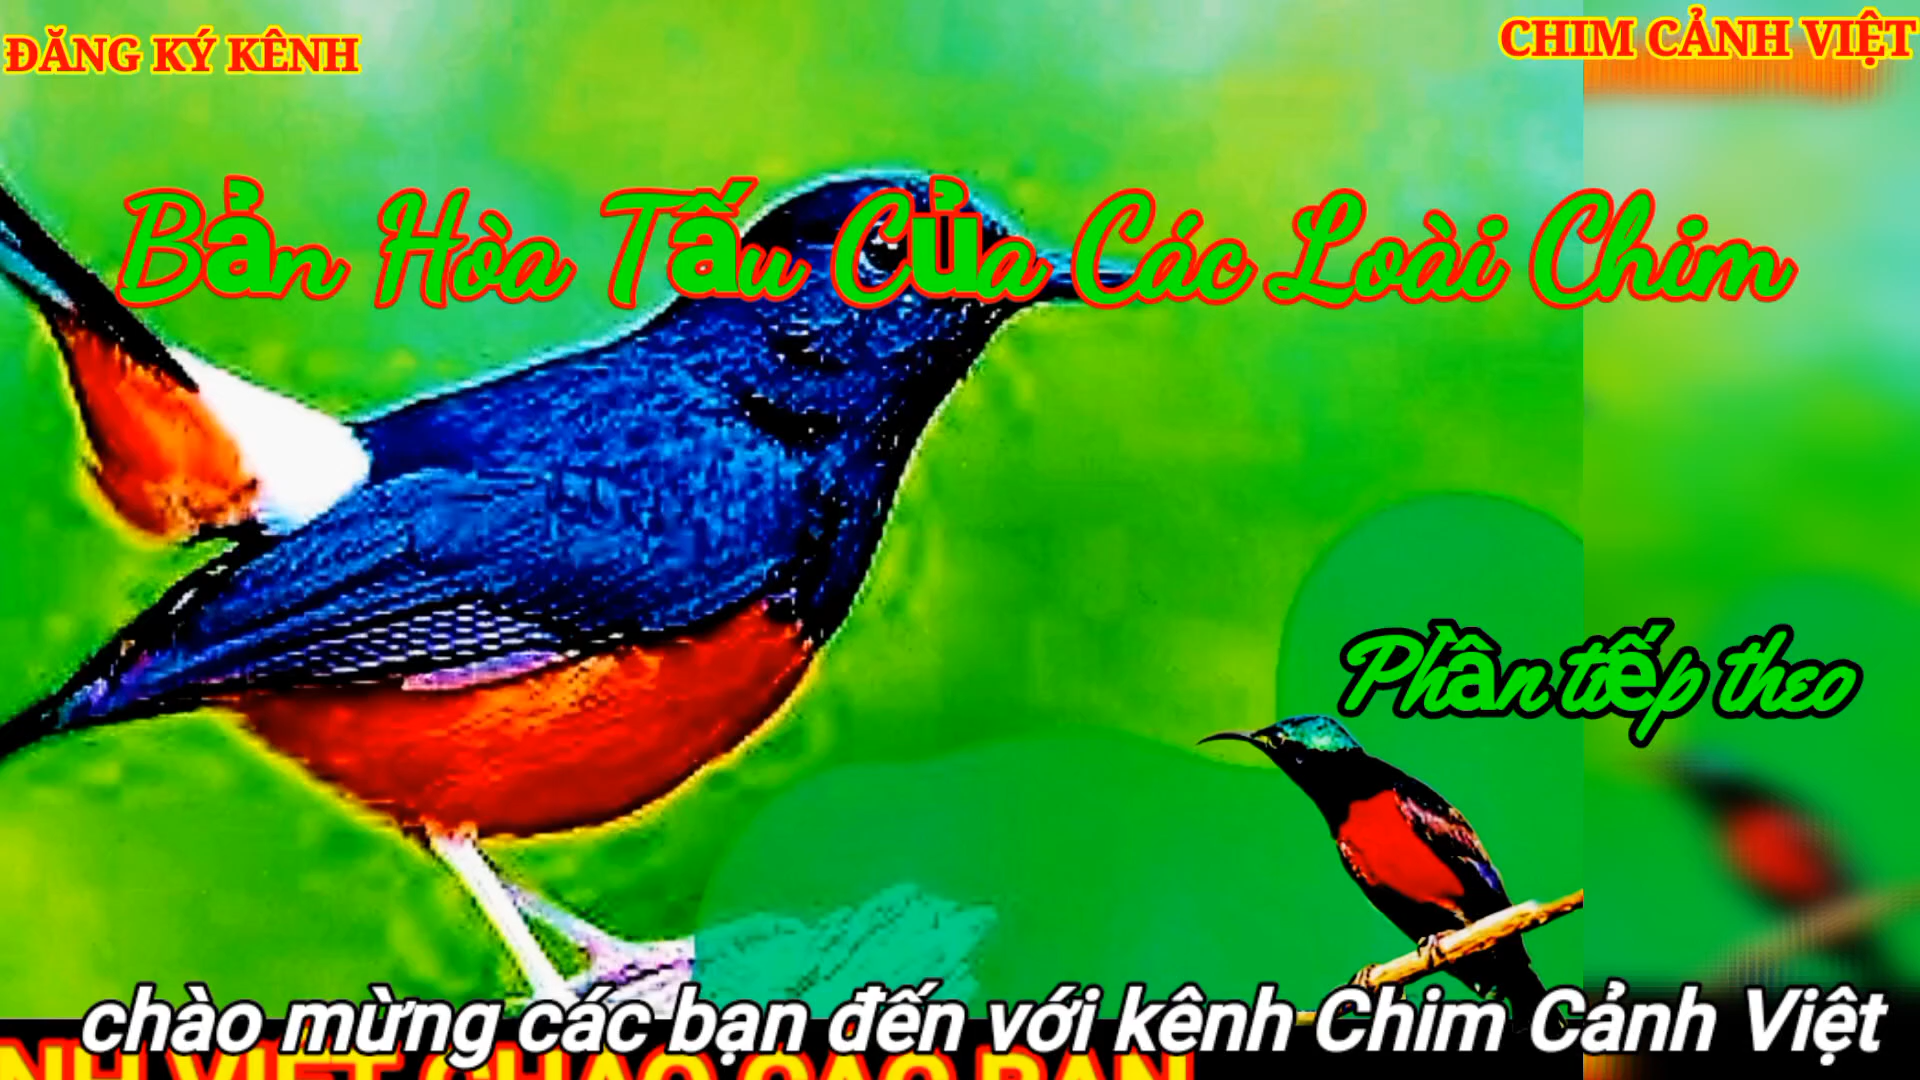 ĐĂNG KÝ KÊNH
CHIM CẢNH VIỆT
Bản Hòa Tấu Của Các Loài Chim
Phần tiếp theo
chào mừng các bạn đến với kênh Chim Cảnh Việt